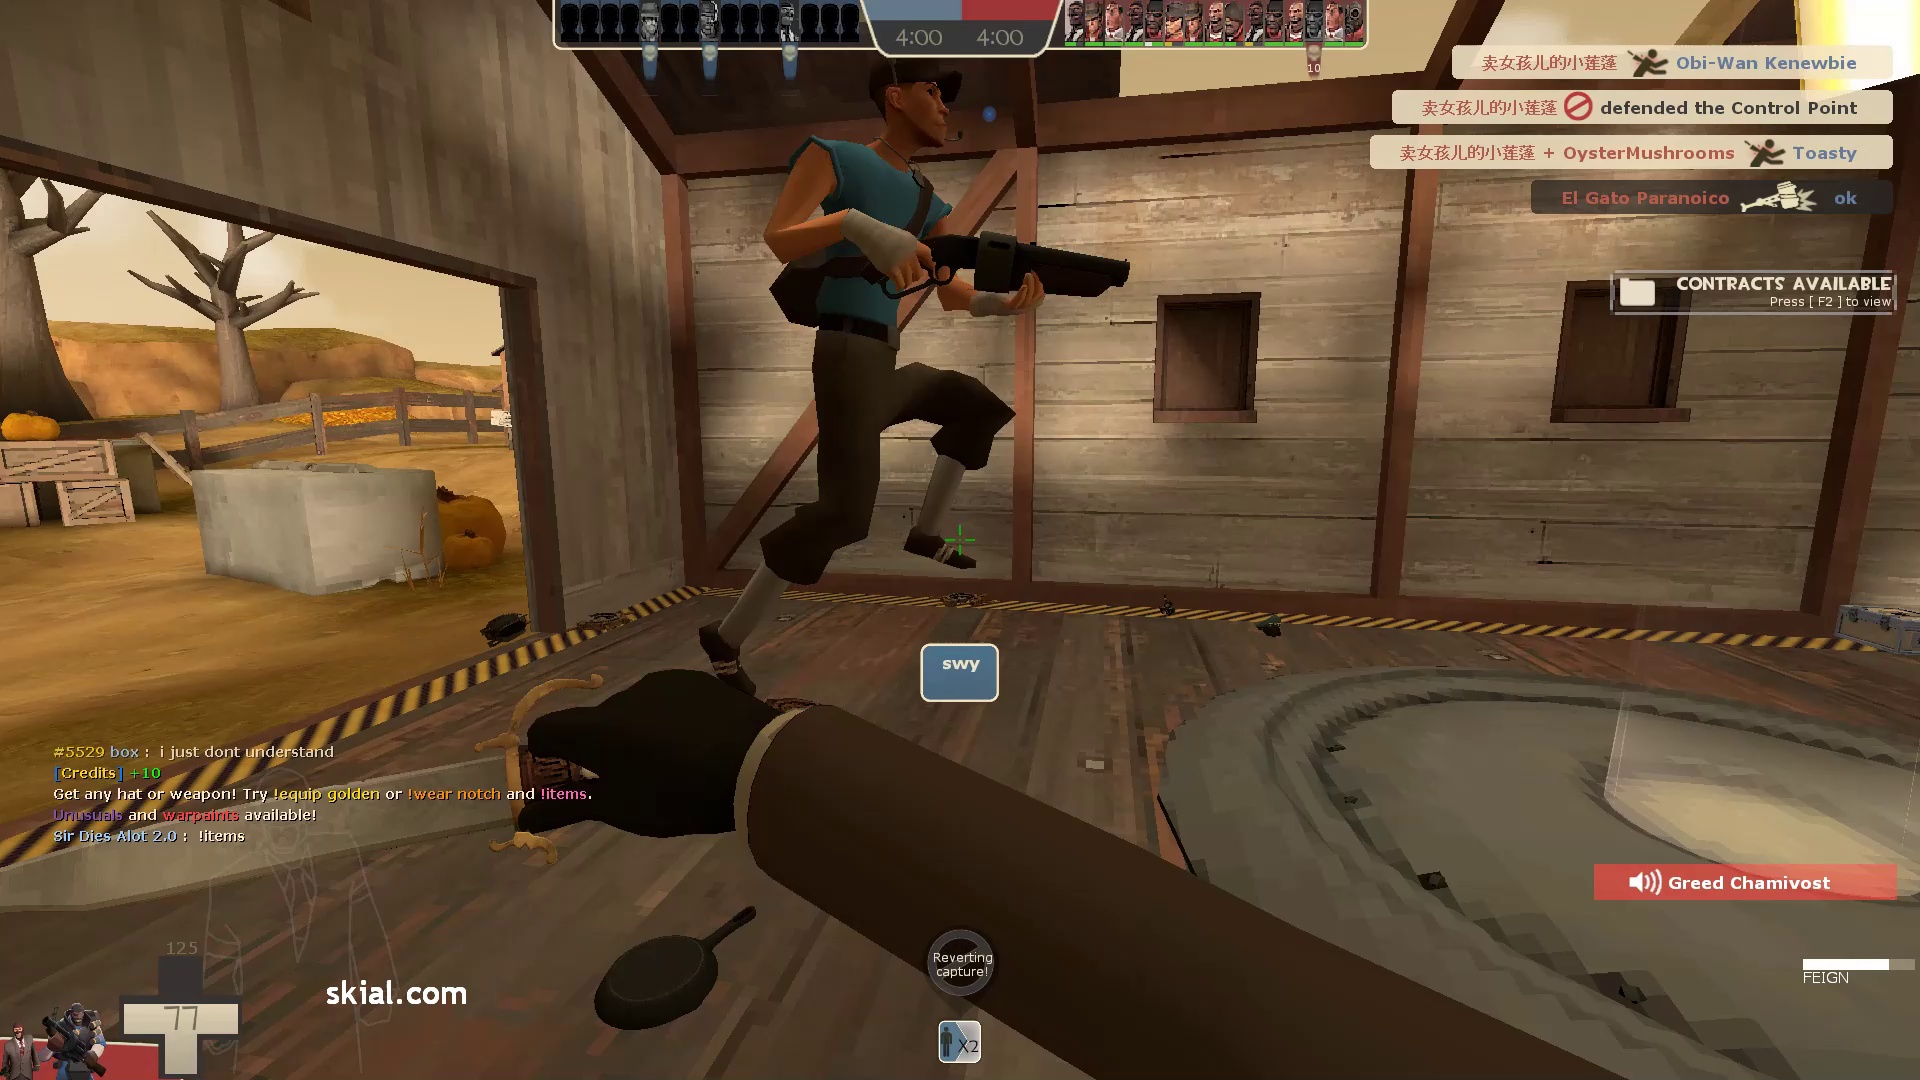 4:00 4:00
10
卖女孩儿的小莲蓬 Obi-Wan Kenewbie
卖女孩儿的小莲蓬 defended the Control Point
卖女孩儿的小莲蓬 + OysterMushrooms Toasty
El Gato Paranoico ok
CONTRACTS AVAILABLE
Press [ F2 ] to view
swy
#5529 box : i just dont understand
[Credits] +10
Get any hat or weapon! Try !equip golden or !wear notch and !items.
Unusuals and warpaints available!
Sir Dies Alot 2.0 : !items
Greed Chamivost
125
77
skial.com
Reverting
capture!
FEIGN
X2